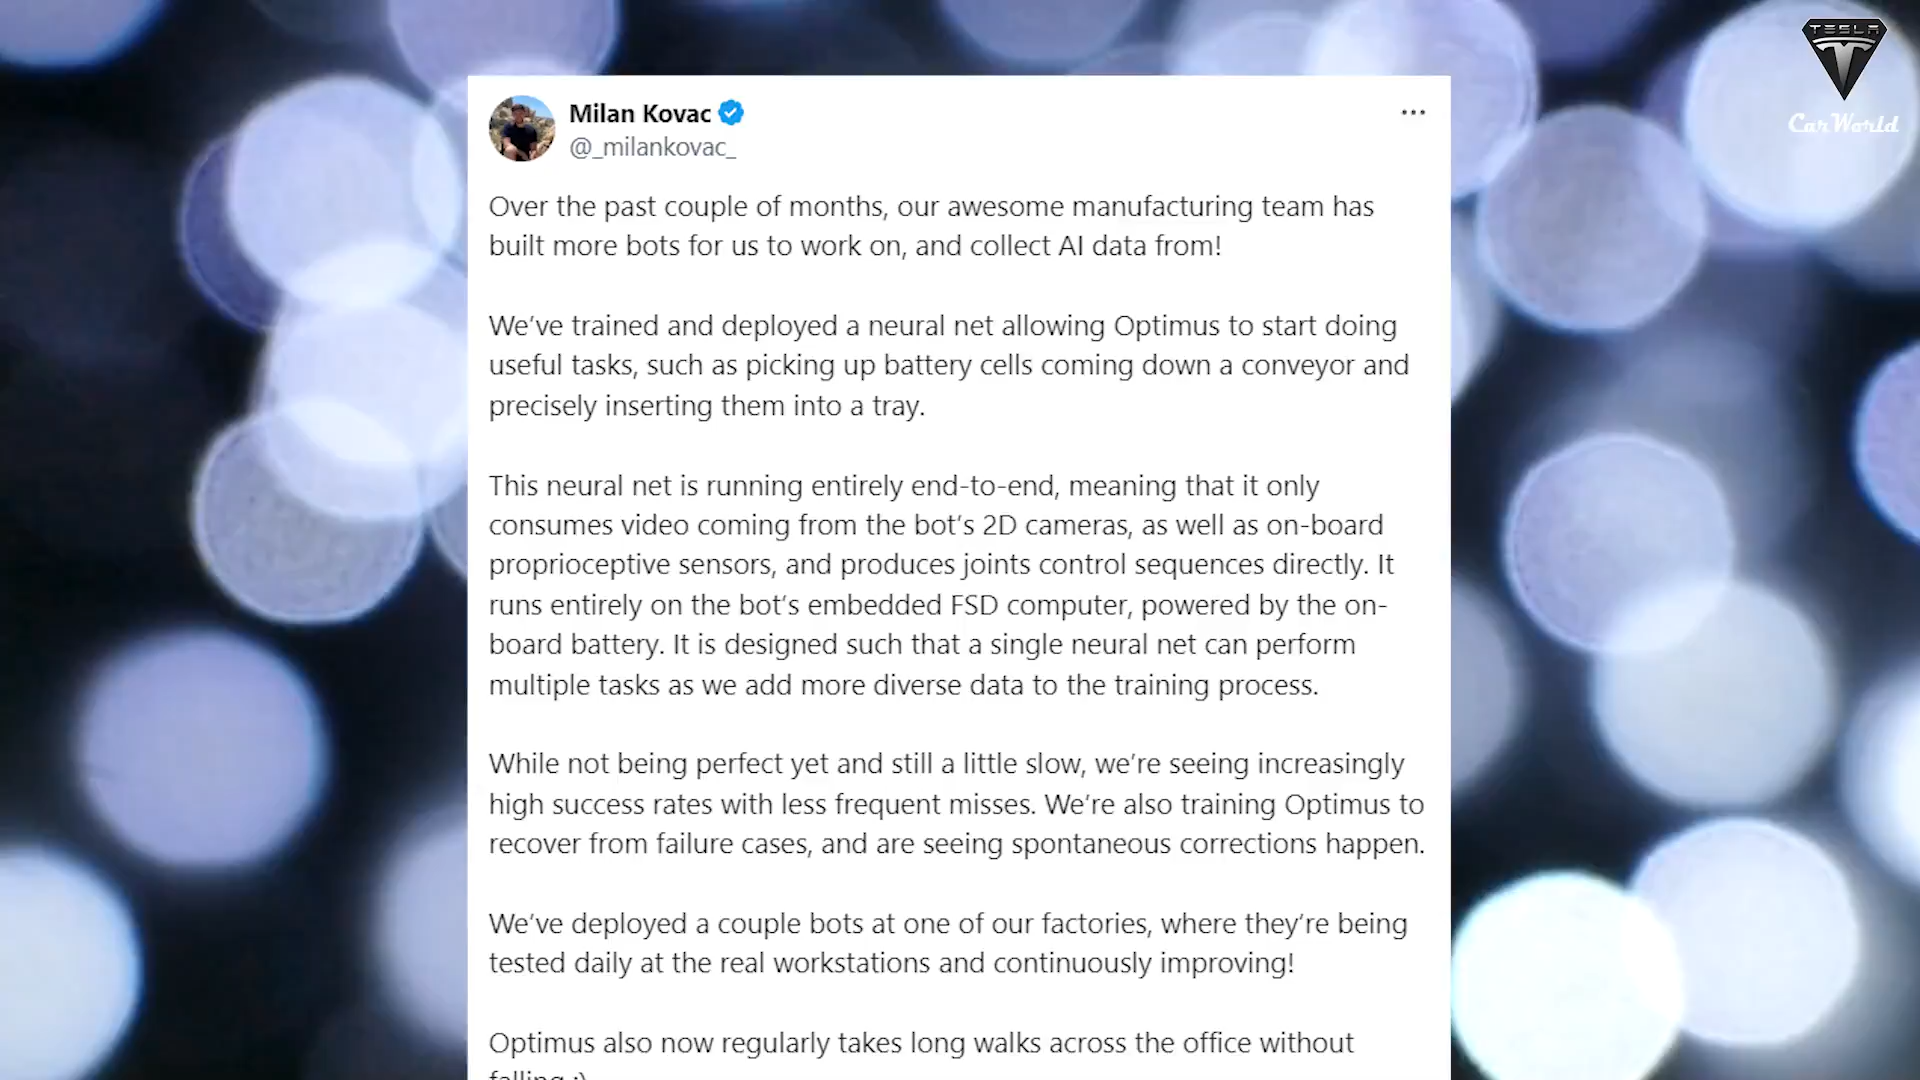 TESLA
CarWorld
Milan Kovac
@_milankovac_
Over the past couple of months, our awesome manufacturing team has
built more bots for us to work on, and collect AI data from!
We’ve trained and deployed a neural net allowing Optimus to start doing
useful tasks, such as picking up battery cells coming down a conveyor and
precisely inserting them into a tray.
This neural net is running entirely end-to-end, meaning that it only
consumes video coming from the bot’s 2D cameras, as well as on-board
proprioceptive sensors, and produces joints control sequences directly. It
runs entirely on the bot’s embedded FSD computer, powered by the on-
board battery. It is designed such that a single neural net can perform
multiple tasks as we add more diverse data to the training process.
While not being perfect yet and still a little slow, we’re seeing increasingly
high success rates with less frequent misses. We’re also training Optimus to
recover from failure cases, and are seeing spontaneous corrections happen.
We’ve deployed a couple bots at one of our factories, where they’re being
tested daily at the real workstations and continuously improving!
Optimus also now regularly takes long walks across the office without
falling :)